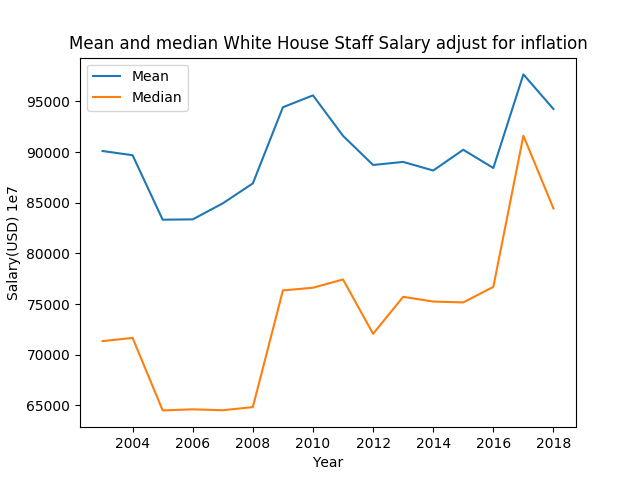 Mean and median White House Staff Salary adjust for inflation
Mean
Median
95000
90000
85000
80000
75000
70000
65000
Salary(USD) 1e7
2004 2006 2008 2010 2012 2014 2016 2018
Year